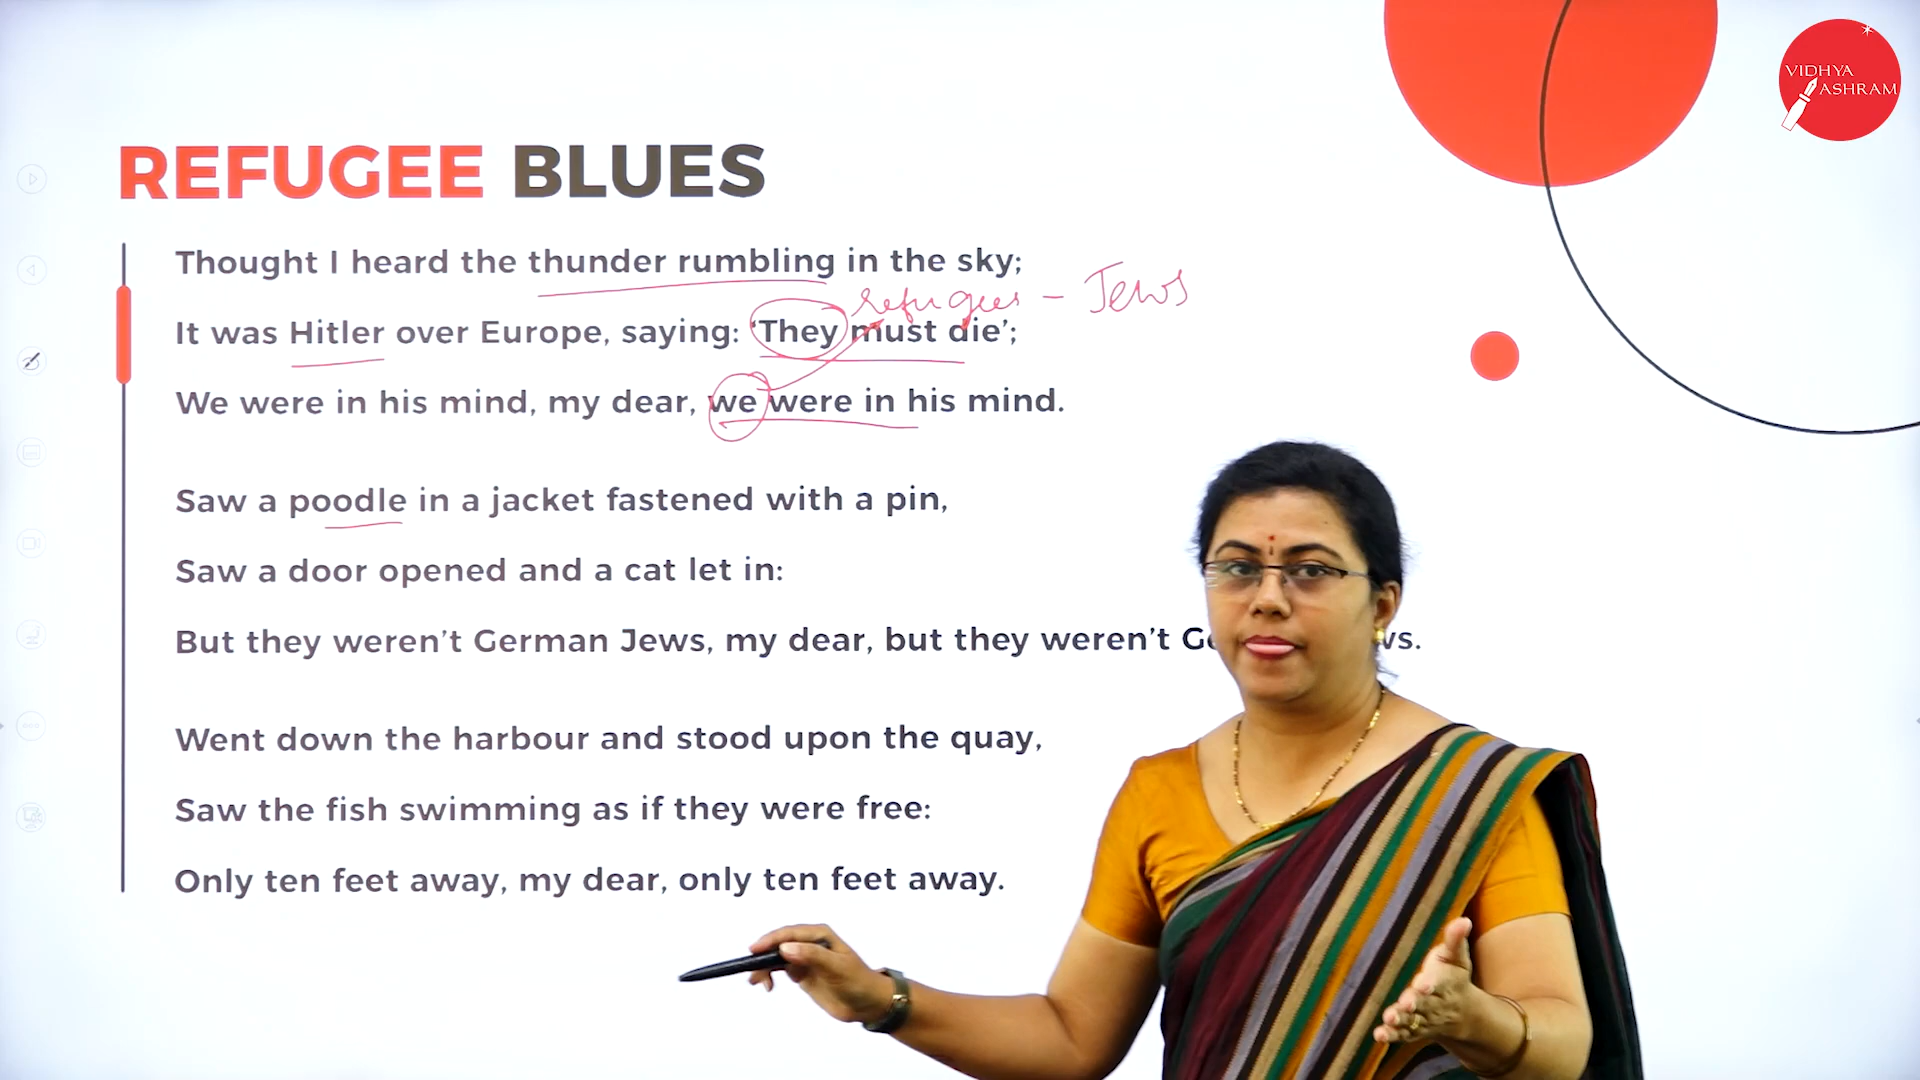 VIDHYA
ASHRAM
REFUGEE BLUES
Thought I heard the thunder rumbling in the sky;
refugees - Jews
It was Hitler over Europe, saying: ‘They must die’;
We were in his mind, my dear, we were in his mind.
Saw a poodle in a jacket fastened with a pin,
Saw a door opened and a cat let in:
But they weren’t German Jews, my dear, but they weren’t
Went down the harbour and stood upon the quay,
Saw the fish swimming as if they were free:
Only ten feet away, my dear, only ten feet away.